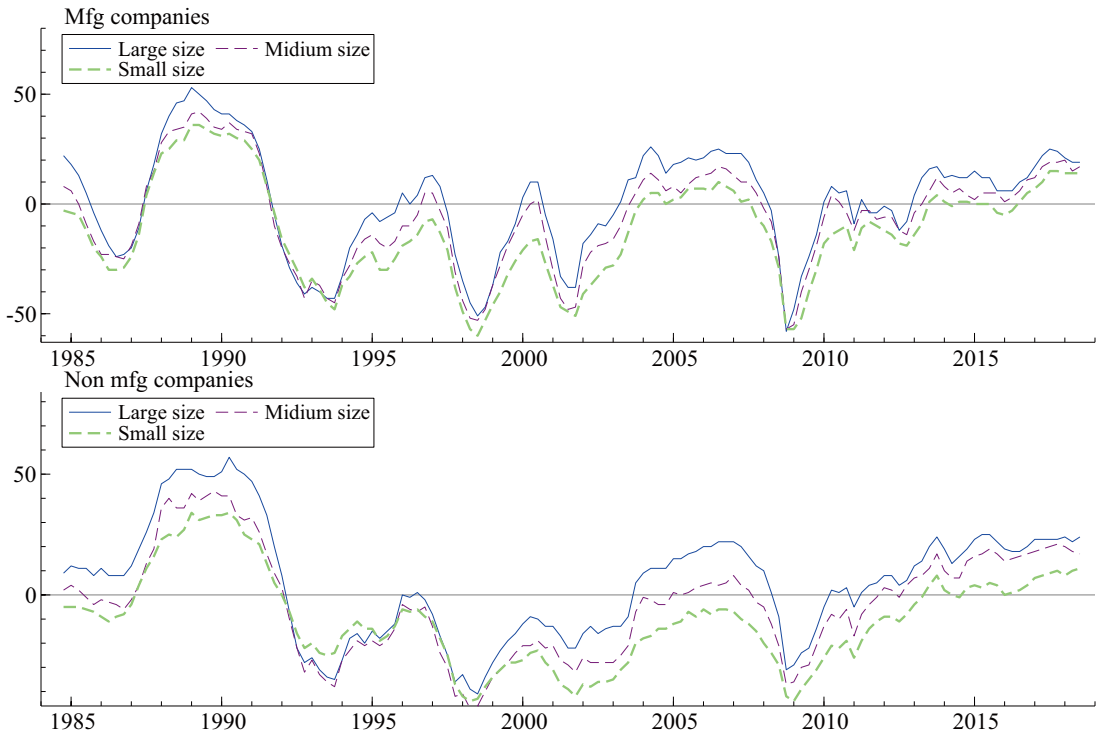 Mfg companies
Large size Midium size
Small size
50
0
-50
1985 1990 1995 2000 2005 2010 2015
Non mfg companies
Large size Midium size
Small size
50
0
1985 1990 1995 2000 2005 2010 2015